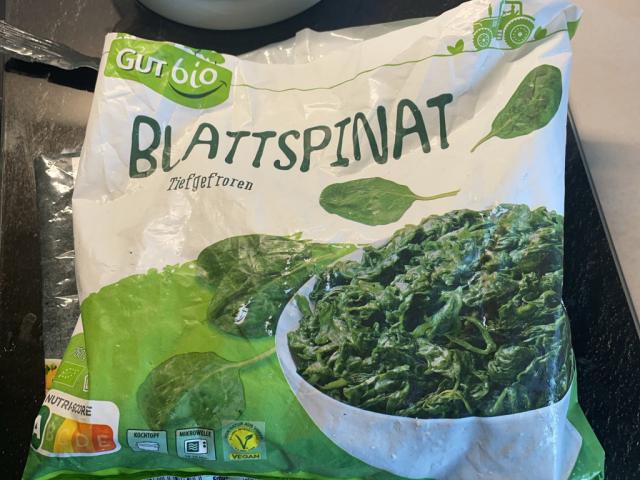 GUT bio
BLATTSPINAT
Tiefgefroren
NUTRI-SCORE
A B C D E
KOCHTOPF
MIKROWELLE
VEGAN